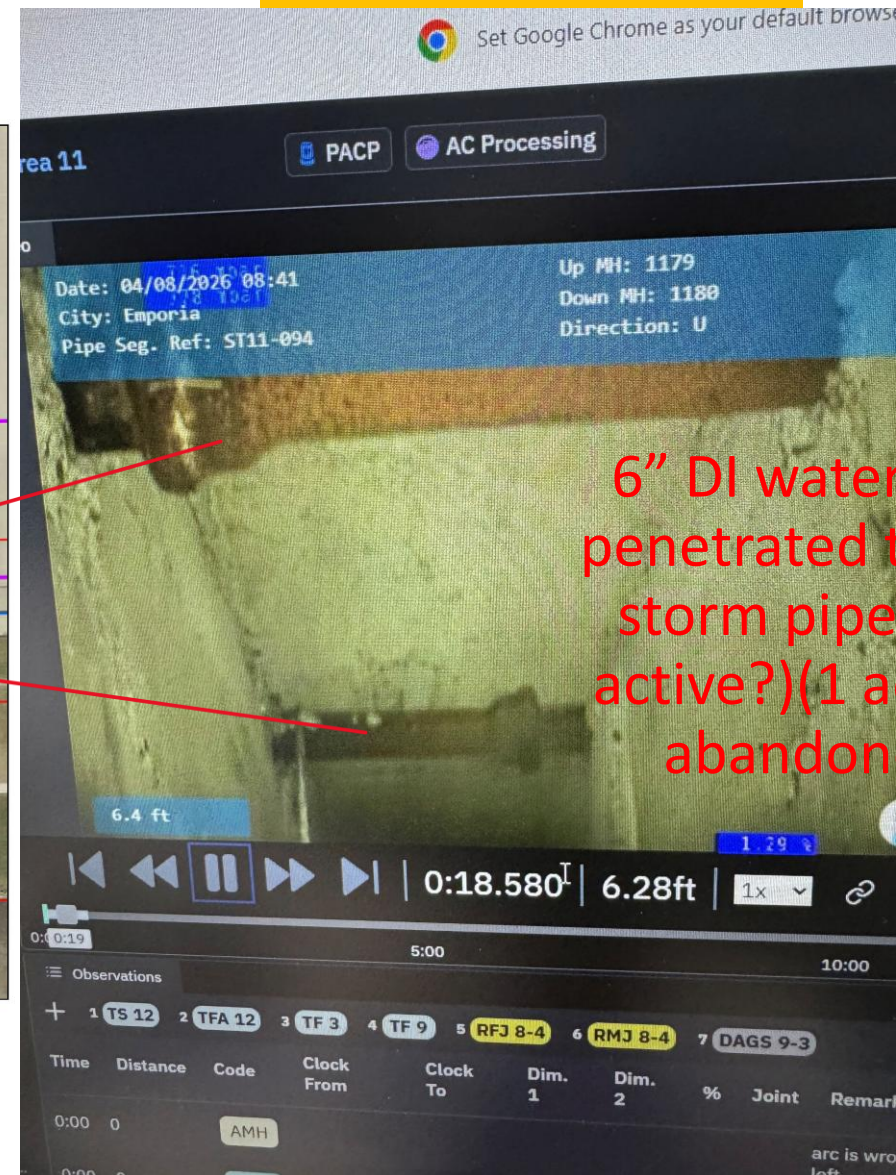 Set Google Chrome as your default browse
rea 11
PACP
AC Processing
Date: 04/08/2026 08:41
City: Emporia
Pipe Seg. Ref: ST11-094
Up MH: 1179
Down MH: 1180
Direction: U
6” DI water
penetrated t
storm pipe
active?)(1 a
abandon
6.4 ft
1.29 %
0:18.580
6.28ft
1x
0:19
5:00
10:00
Observations
1 TS 12 2 TFA 12 3 TF 3 4 TF 9 5 RFJ 8-4 6 RMJ 8-4 7 DAGS 9-3
Time Distance Code Clock From Clock To Dim. 1 Dim. 2 % Joint Remark
0:00 0 AMH
arc is wro
left
0:00 0